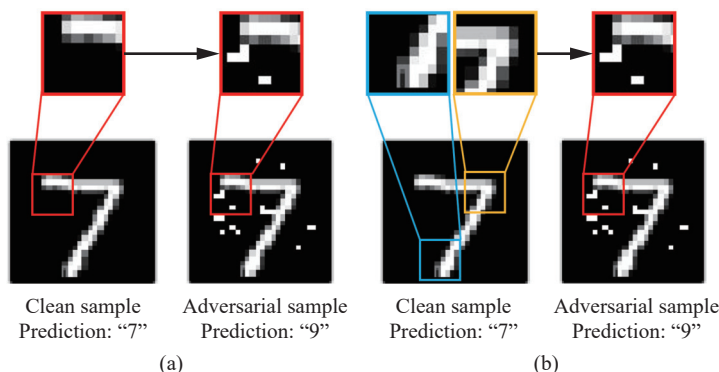 Clean sample
Prediction: “7”
Adversarial sample
Prediction: “9”
(a)
Clean sample
Prediction: “7”
Adversarial sample
Prediction: “9”
(b)